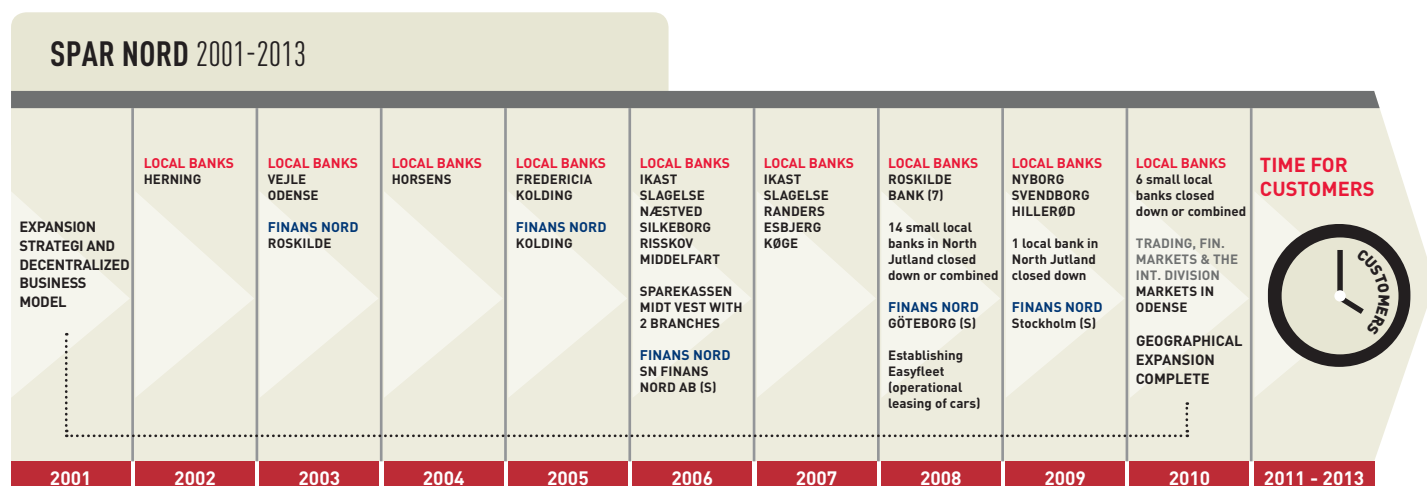 SPAR NORD 2001-2013
EXPANSION
STRATEGI AND
DECENTRALIZED
BUSINESS
MODEL
2001
LOCAL BANKS
HERNING
2002
LOCAL BANKS
VEJLE
ODENSE
FINANS NORD
ROSKILDE
2003
LOCAL BANKS
HORSENS
2004
LOCAL BANKS
FREDERICIA
KOLDING
FINANS NORD
KOLDING
2005
LOCAL BANKS
IKAST
SLAGELSE
NÆSTVED
SILKEBORG
RISSKOV
MIDDELFART
SPAREKASSEN
MIDT VEST WITH
2 BRANCHES
FINANS NORD
SN FINANS
NORD AB (S)
2006
LOCAL BANKS
IKAST
SLAGELSE
RANDERS
ESBJERG
KØGE
2007
LOCAL BANKS
ROSKILDE
BANK (7)
14 small local
banks in North
Jutland closed
down or combined
FINANS NORD
GÖTEBORG (S)
Establishing
Easyfleet
(operational
leasing of cars)
2008
LOCAL BANKS
NYBORG
SVENDBORG
HILLERØD
1 local bank in
North Jutland
closed down
FINANS NORD
Stockholm (S)
2009
LOCAL BANKS
6 small local
banks closed
down or combined
TRADING, FIN.
MARKETS & THE
INT. DIVISION
MARKETS IN
ODENSE
GEOGRAPHICAL
EXPANSION
COMPLETE
2010
TIME FOR
CUSTOMERS
CUSTOMERS
2011 - 2013